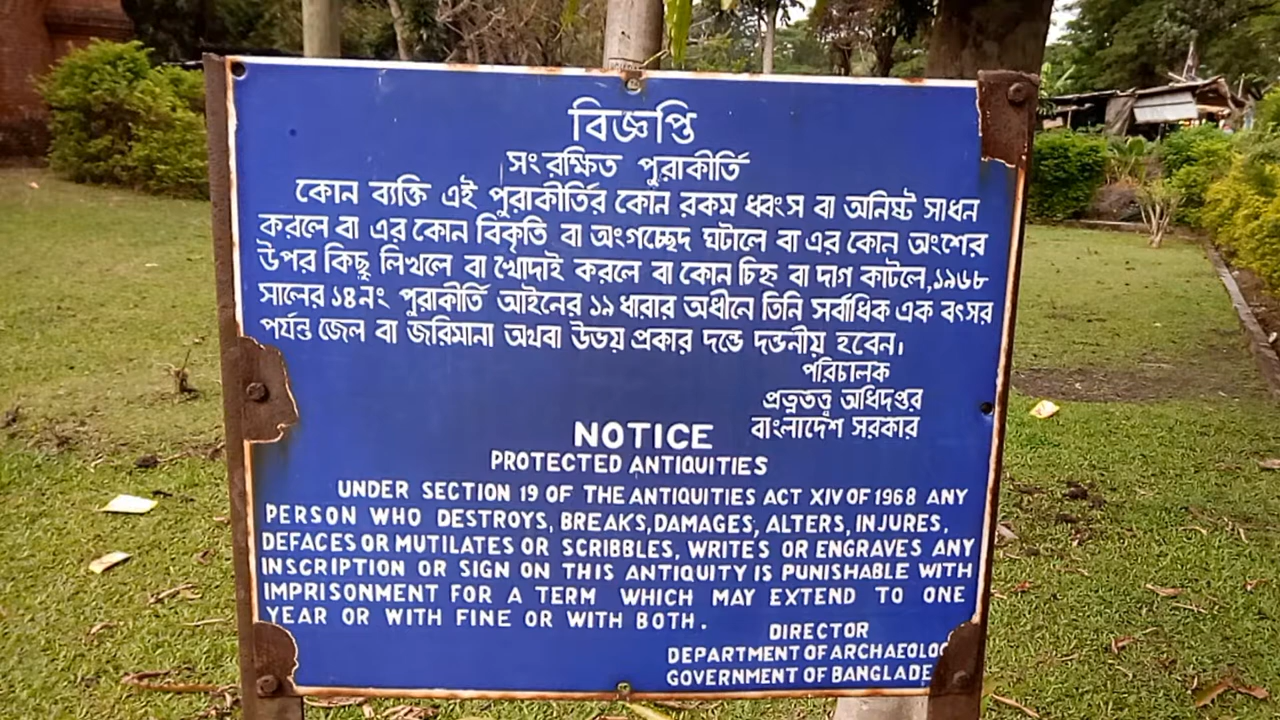 বিজ্ঞপ্তি
সংরক্ষিত পুরাকীর্তি
কোন ব্যক্তি এই পুরাকীর্তির কোন রকম ধ্বংস বা অনিষ্ট সাধন
করলে বা এর কোন বিকৃতি বা অংগচ্ছেদ ঘটালে বা এর কোন অংশের
উপর কিছু লিখলে বা খোদাই করলে বা কোন চিহ্ন বা দাগ কাটলে,১৯৬৮
সালের ১৪নং পুরাকীর্তি আইনের ১৯ ধারার অধীনে তিনি সর্বাধিক এক বৎসর
পর্যন্ত জেল বা জরিমানা অথবা উভয় প্রকার দন্ডে দন্ডনীয় হবেন।
পরিচালক
প্রত্নতত্ত্ব অধিদপ্তর
বাংলাদেশ সরকার
NOTICE
PROTECTED ANTIQUITIES
UNDER SECTION 19 OF THE ANTIQUITIES ACT XIV OF 1968 ANY
PERSON WHO DESTROYS, BREAKS, DAMAGES, ALTERS, INJURES,
DEFACES OR MUTILATES OR SCRIBBLES, WRITES OR ENGRAVES ANY
INSCRIPTION OR SIGN ON THIS ANTIQUITY IS PUNISHABLE WITH
IMPRISONMENT FOR A TERM WHICH MAY EXTEND TO ONE
YEAR OR WITH FINE OR WITH BOTH.
DIRECTOR
DEPARTMENT OF ARCHAEOLO
GOVERNMENT OF BANGLADE